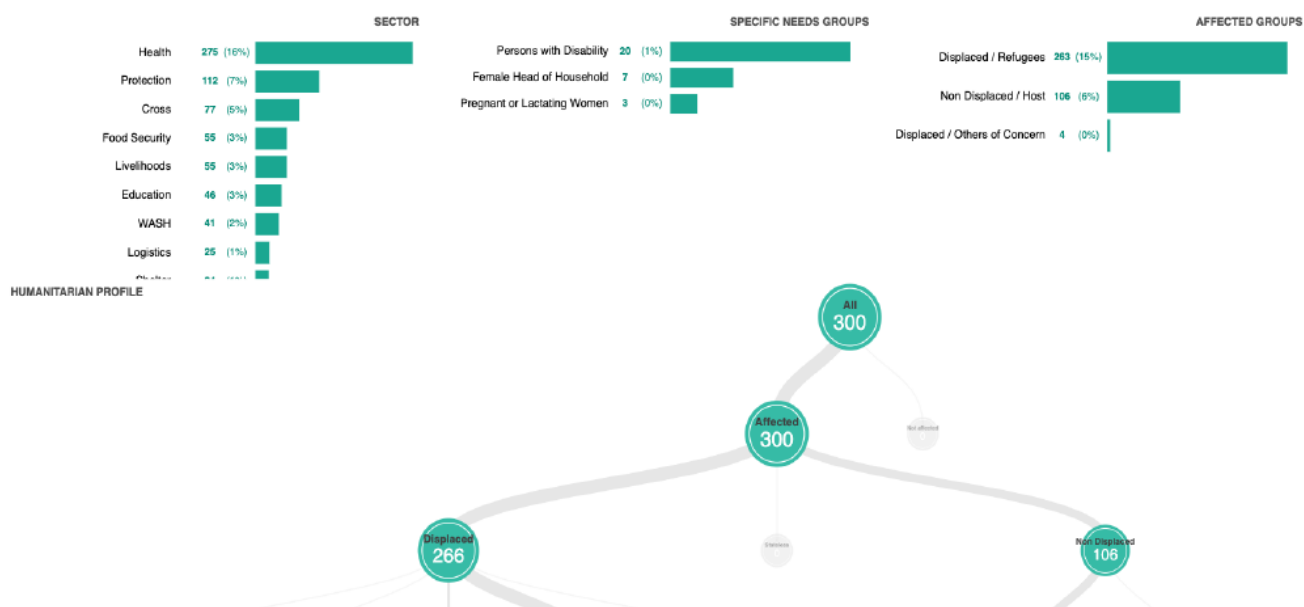 SECTOR
Health 275 (16%)
Protection 112 (7%)
Cross 77 (5%)
Food Security 55 (3%)
Livelihoods 55 (3%)
Education 46 (3%)
WASH 41 (2%)
Logistics 25 (1%)
SPECIFIC NEEDS GROUPS
Persons with Disability 20 (1%)
Female Head of Household 7 (0%)
Pregnant or Lactating Women 3 (0%)
AFFECTED GROUPS
Displaced / Refugees 263 (15%)
Non Displaced / Host 106 (6%)
Displaced / Others of Concern 4 (0%)
HUMANITARIAN PROFILE
All
300
Affected
300
Not affected
Displaced
266
Non Displaced
106